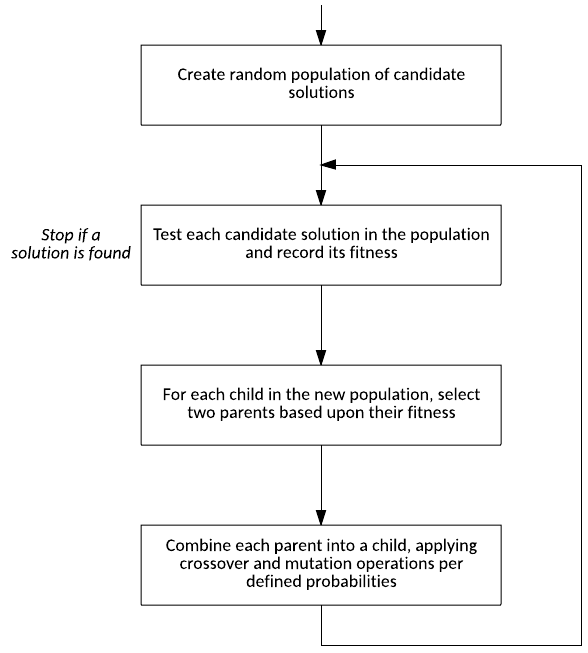 Create random population of candidate
solutions
Stop if a
solution is found
Test each candidate solution in the population
and record its fitness
For each child in the new population, select
two parents based upon their fitness
Combine each parent into a child, applying
crossover and mutation operations per
defined probabilities